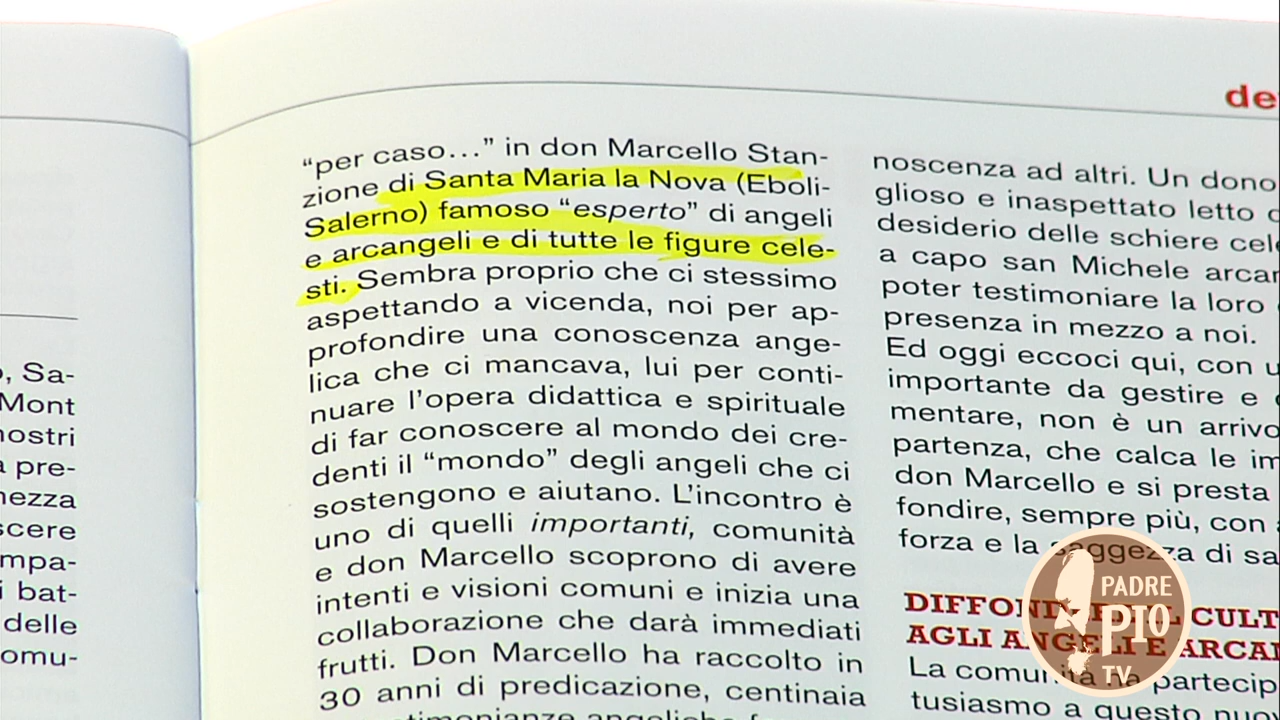 de
, Sa-
Mont
nostri
pre-
scere
bat-
delle
omu-
“per caso...” in don Marcello Stan-
zione di Santa Maria la Nova (Eboli-
Salerno) famoso “esperto” di angeli
e arcangeli e di tutte le figure cele-
sti. Sembra proprio che ci stessimo
aspettando a vicenda, noi per ap-
profondire una conoscenza ange-
lica che ci mancava, lui per conti-
nuare l’opera didattica e spirituale
di far conoscere al mondo dei cre-
denti il “mondo” degli angeli che ci
sostengono e aiutano. L’incontro è
uno di quelli importanti, comunità
e don Marcello scoprono di avere
intenti e visioni comuni e inizia una
collaborazione che darà immediati
frutti. Don Marcello ha raccolto in
30 anni di predicazione, centinaia
noscenza ad altri. Un dono
glioso e inaspettato letto
desiderio delle schiere cel
a capo san Michele arcan
poter testimoniare la loro
presenza in mezzo a noi.
Ed oggi eccoci qui, con u
importante da gestire e
mentare, non è un arrivo
partenza, che calca le im
don Marcello e si presta
fondire, sempre più, con
forza e la saggezza di sa
DIFFONDERE IL CULT
AGLI ANGELI E ARCAN
La comunità ha partecip
tusiasmo a questo nuov
PADRE
PIO
TV